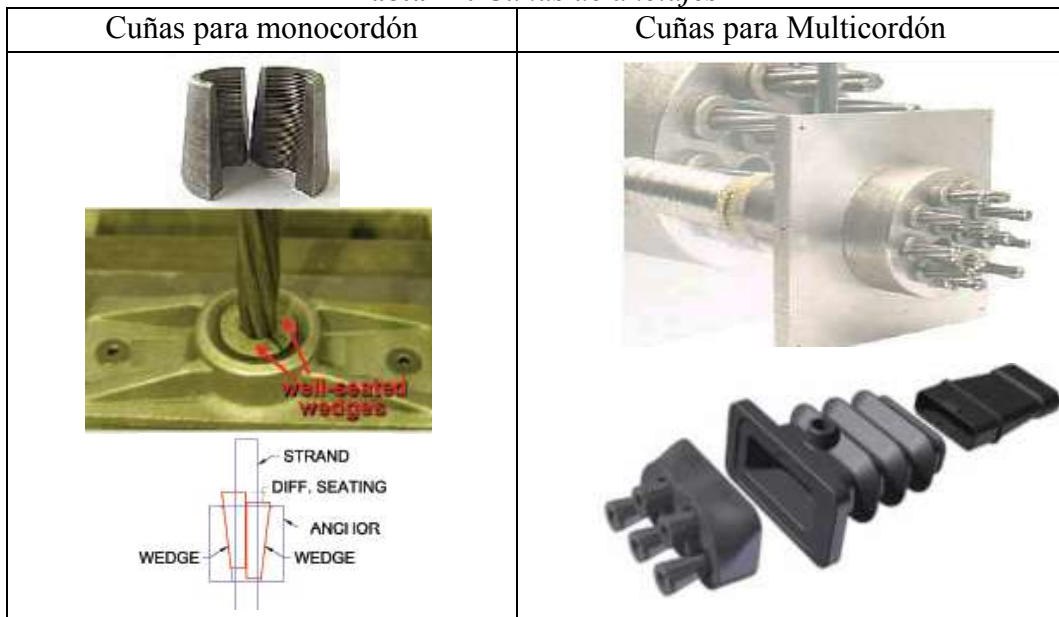 Cuñas para monocordón
Cuñas para Multicordón
well-seated
wedges
STRAND
DIFF. SEATING
WEDGE
WEDGE